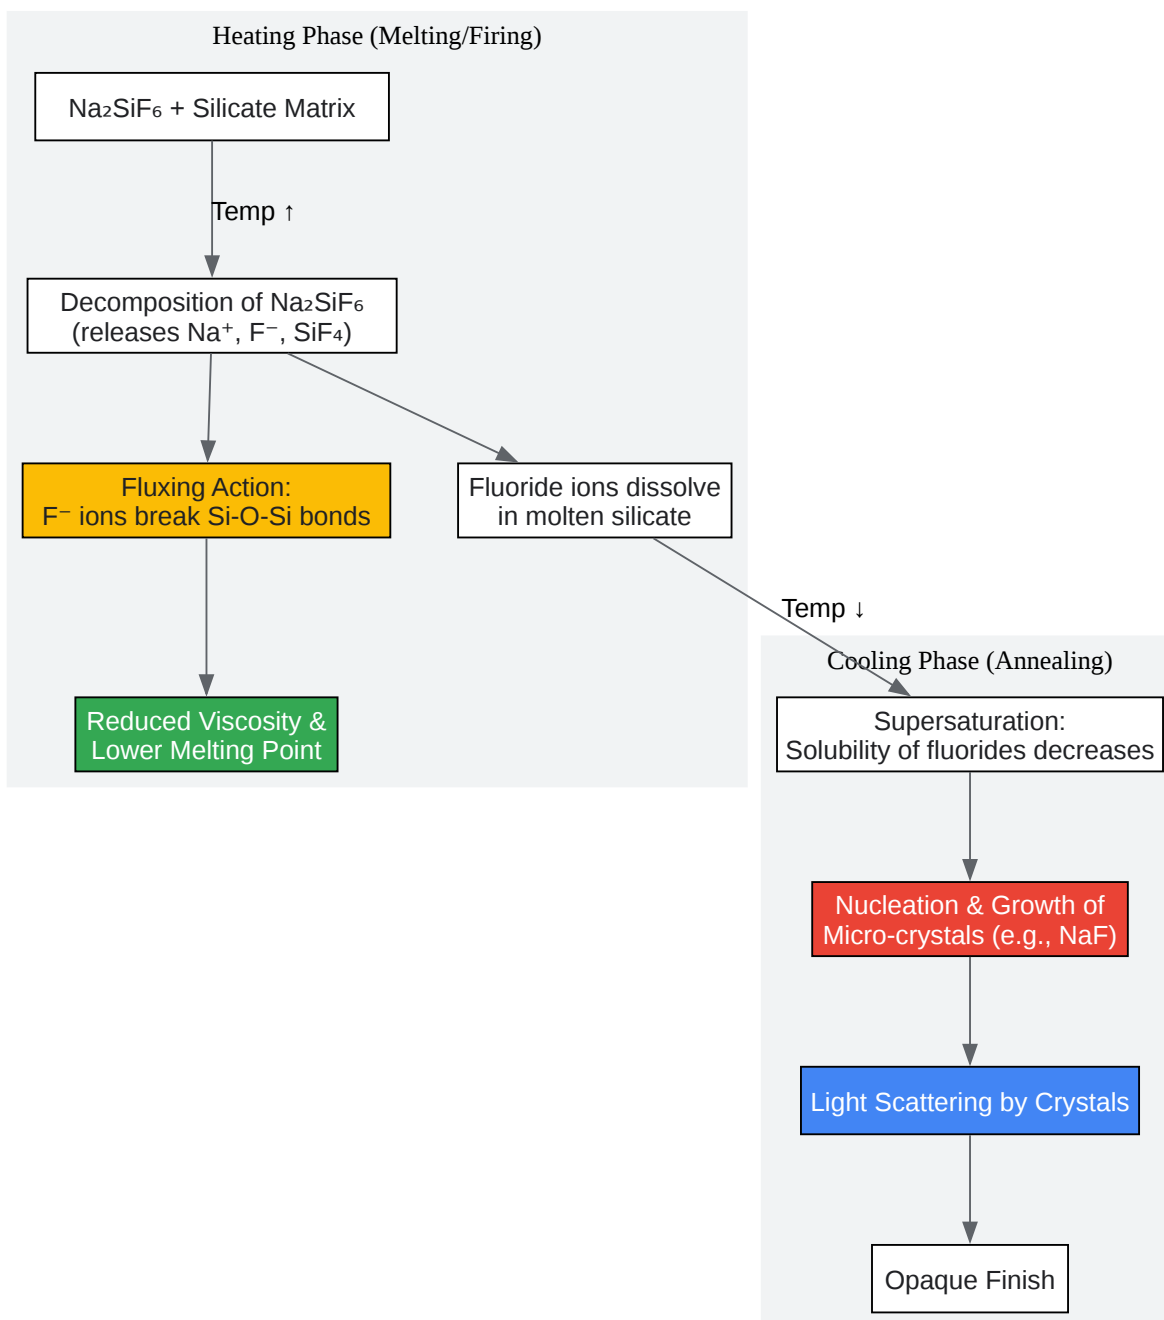 Heating Phase (Melting/Firing)
Na₂SiF₆ + Silicate Matrix
Temp ↑
Decomposition of Na₂SiF₆
(releases Na⁺, F⁻, SiF₄)
Fluxing Action:
F⁻ ions break Si-O-Si bonds
Fluoride ions dissolve
in molten silicate
Temp ↓
Reduced Viscosity &
Lower Melting Point
Cooling Phase (Annealing)
Supersaturation:
Solubility of fluorides decreases
Nucleation & Growth of
Micro-crystals (e.g., NaF)
Light Scattering by Crystals
Opaque Finish